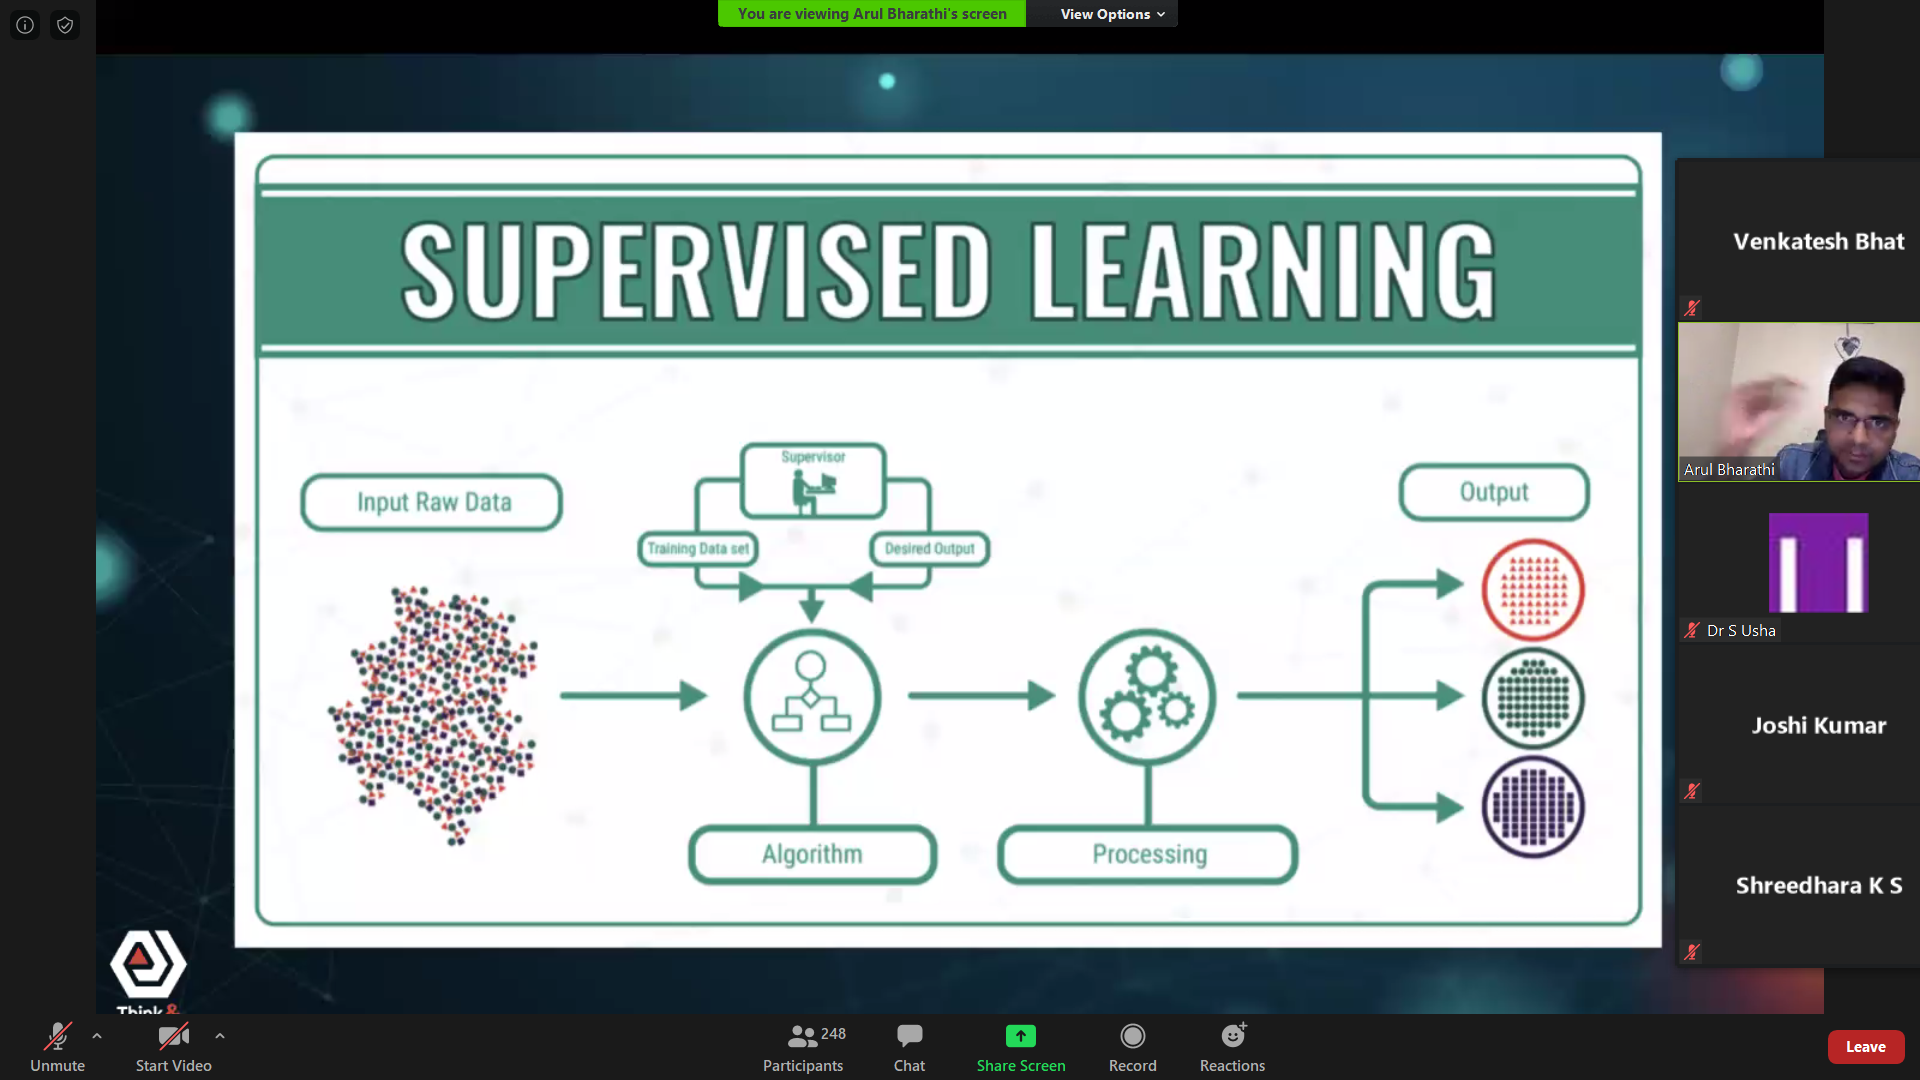 You are viewing Arul Bharathi's screen
View Options
SUPERVISED LEARNING
Input Raw Data
Supervisor
Training Data set
Desired Output
Output
Algorithm
Processing
Think &
Venkatesh Bhat
Arul Bharathi
Dr S Usha
Joshi Kumar
Shreedhara K S
Unmute
Start Video
248
Participants
Chat
Share Screen
Record
Reactions
Leave